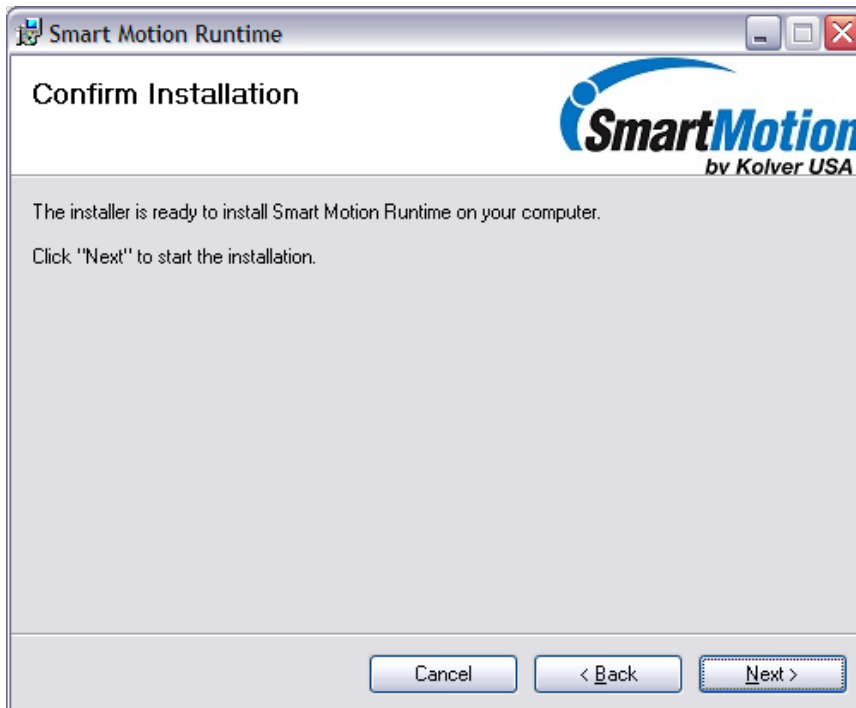 Smart Motion Runtime
Confirm Installation
SmartMotion
by Kolver USA
The installer is ready to install Smart Motion Runtime on your computer.
Click "Next" to start the installation.
Cancel
< Back
Next >